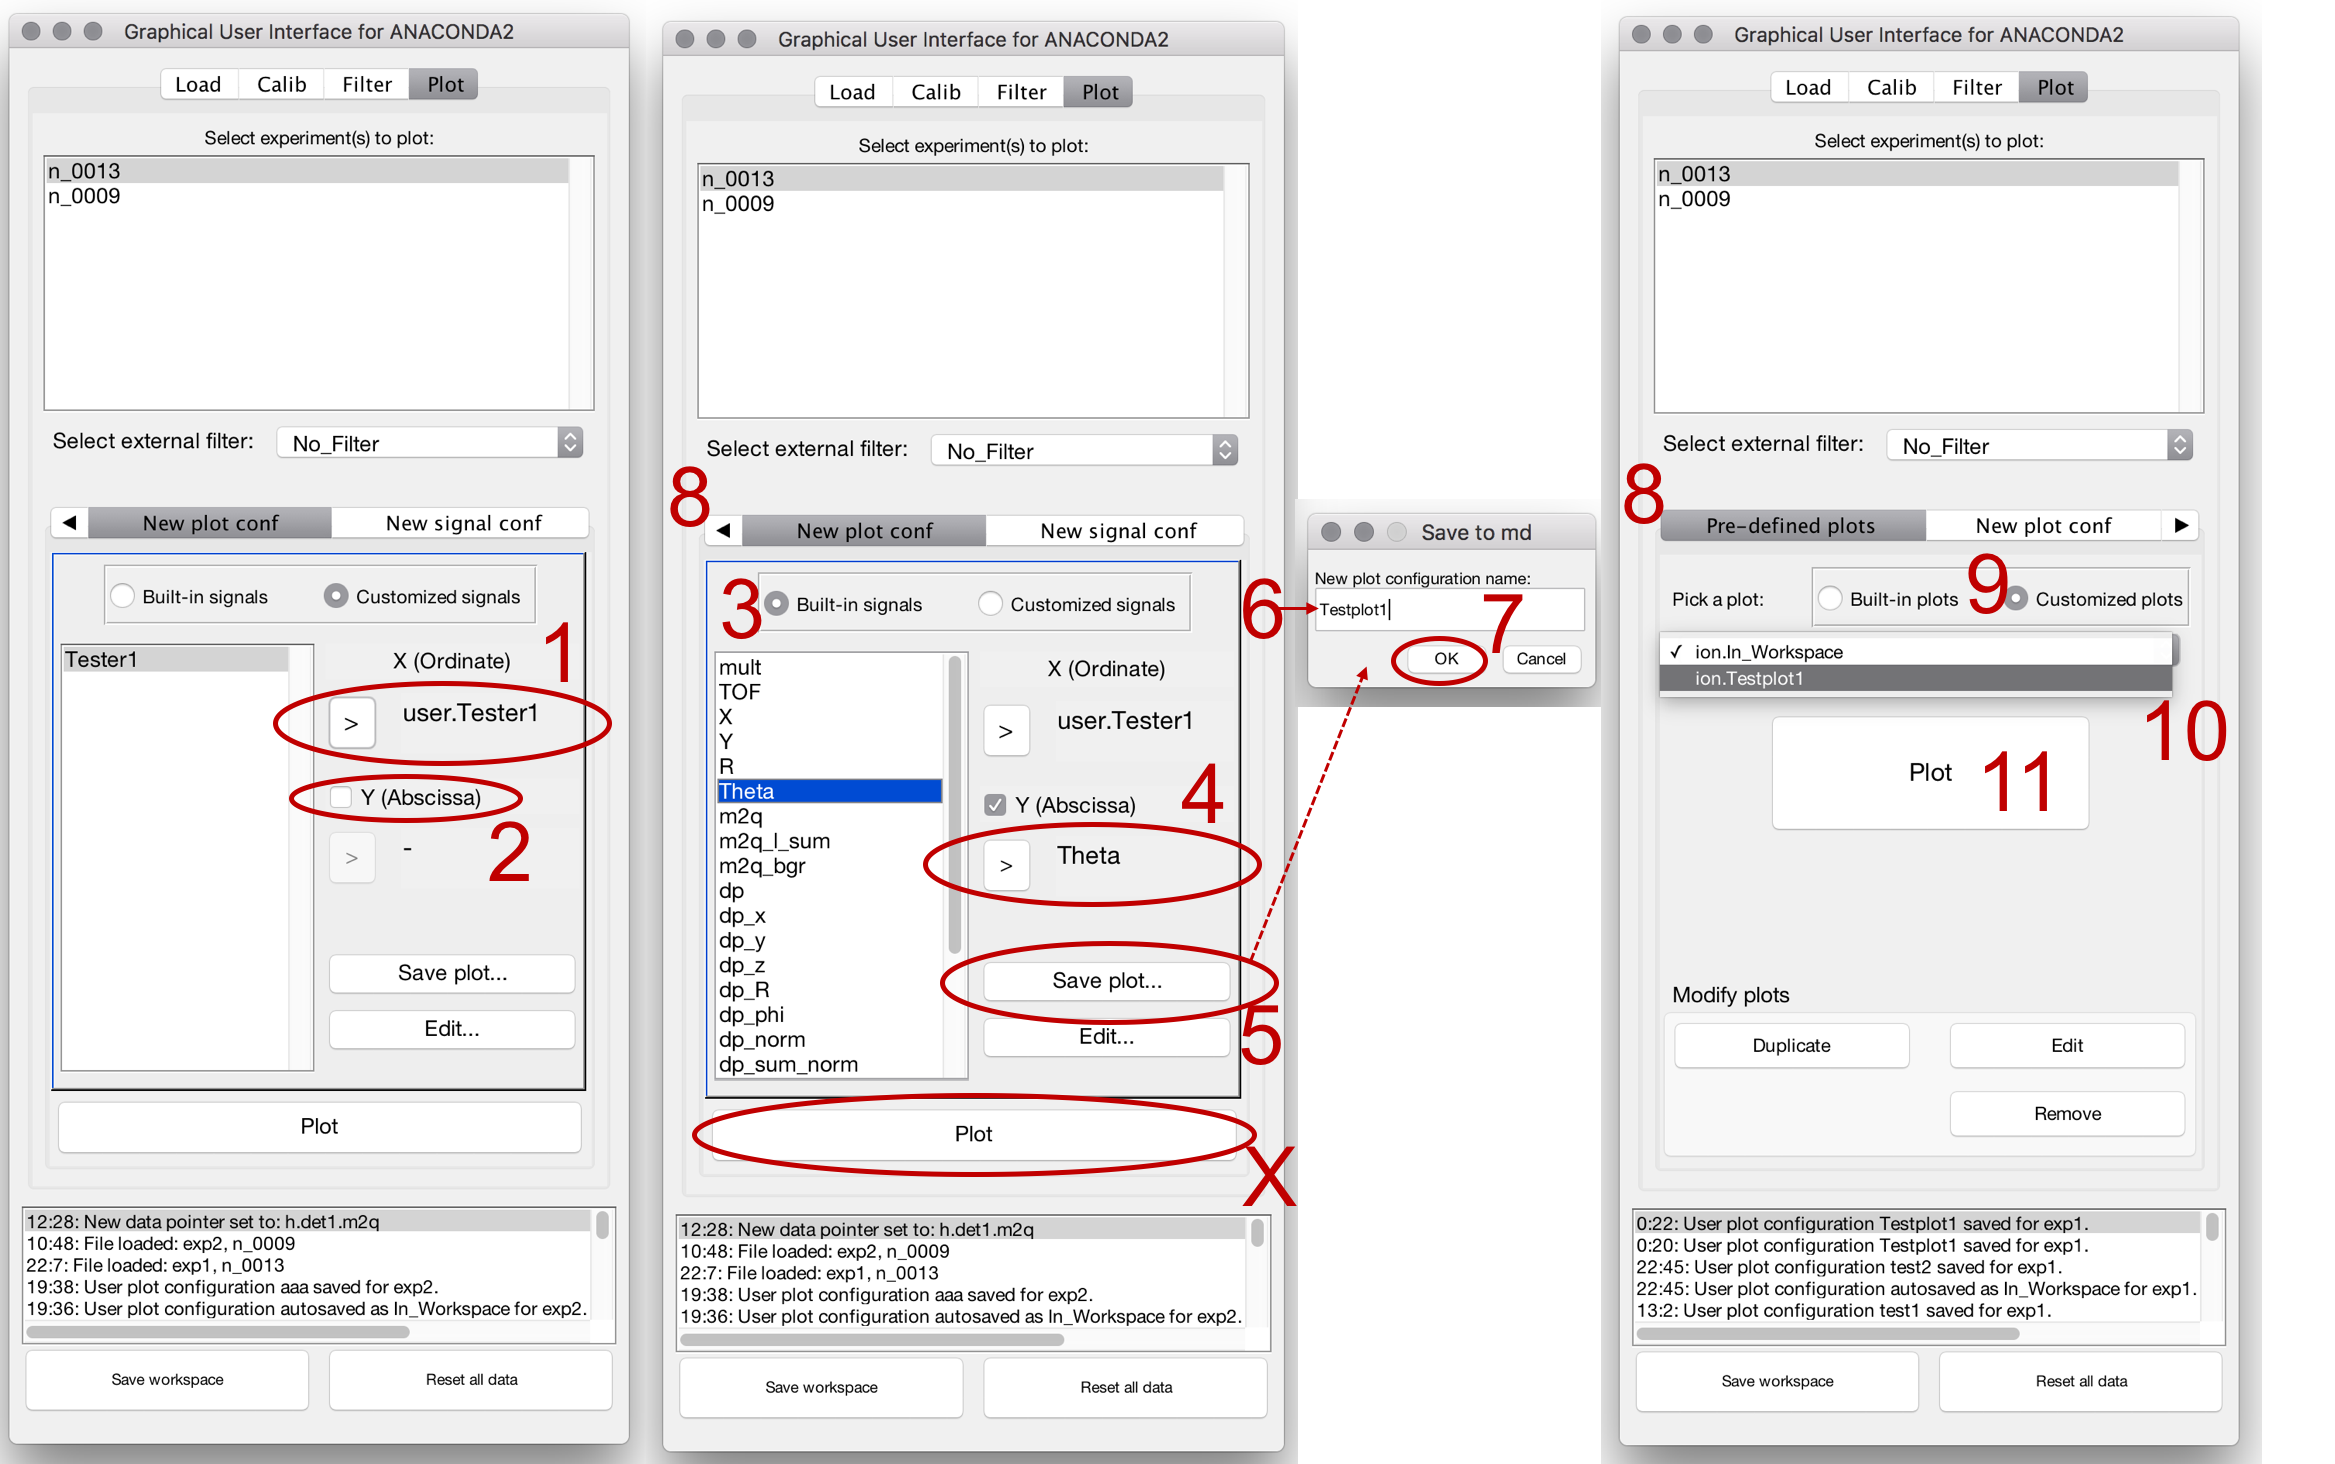 Graphical User Interface for ANACONDA2
Load Calib Filter Plot
Select experiment(s) to plot:
n_0013
n_0009
Select external filter: No_Filter
◀ New plot conf New signal conf
Built-in signals Customized signals
1
Tester1
X (Ordinate)
> user.Tester1
Y (Abscissa)
2
> -
Save plot...
Edit...
Plot
12:28: New data pointer set to: h.det1.m2q
10:48: File loaded: exp2, n_0009
22:7: File loaded: exp1, n_0013
19:38: User plot configuration aaa saved for exp2.
19:36: User plot configuration autosaved as In_Workspace for exp2.
Save workspace Reset all data
Graphical User Interface for ANACONDA2
Load Calib Filter Plot
Select experiment(s) to plot:
n_0013
n_0009
Select external filter: No_Filter
8
◀ New plot conf New signal conf
3 Built-in signals Customized signals
mult
TOF
X
Y
R
Theta
m2q
m2q_l_sum
m2q_bgr
dp
dp_x
dp_y
dp_z
dp_R
dp_phi
dp_norm
dp_sum_norm
X (Ordinate)
> user.Tester1
Y (Abscissa) 4
> Theta
Save plot...
5
Edit...
Plot
X
12:28: New data pointer set to: h.det1.m2q
10:48: File loaded: exp2, n_0009
22:7: File loaded: exp1, n_0013
19:38: User plot configuration aaa saved for exp2.
19:36: User plot configuration autosaved as In_Workspace for exp2.
Save workspace Reset all data
Save to md
New plot configuration name:
6 Testplot1 7
OK Cancel
Graphical User Interface for ANACONDA2
Load Calib Filter Plot
Select experiment(s) to plot:
n_0013
n_0009
Select external filter: No_Filter
8
Pre-defined plots New plot conf ▶
Pick a plot: Built-in plots 9 Customized plots
✓ ion.In_Workspace
ion.Testplot1
10
Plot 11
Modify plots
Duplicate Edit
Remove
0:22: User plot configuration Testplot1 saved for exp1.
0:20: User plot configuration Testplot1 saved for exp1.
22:45: User plot configuration test2 saved for exp1.
22:45: User plot configuration autosaved as In_Workspace for exp1.
13:2: User plot configuration test1 saved for exp1.
Save workspace Reset all data